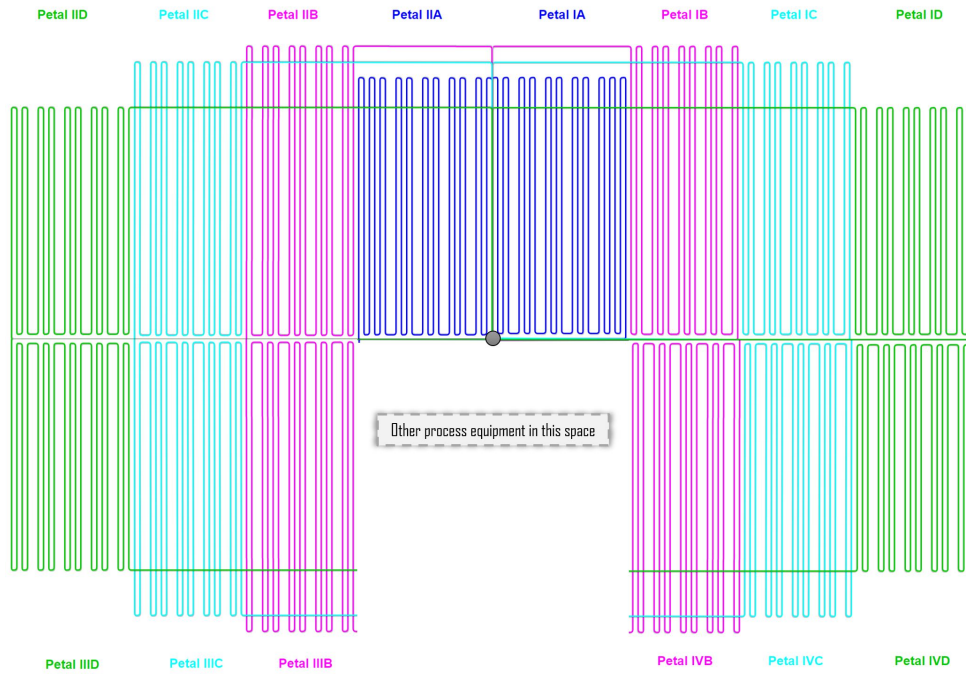 Petal IID
Petal IIC
Petal IIB
Petal IIA
Petal IA
Petal IB
Petal IC
Petal ID
Other process equipment in this space
Petal IIID
Petal IIIC
Petal IIIB
Petal IVB
Petal IVC
Petal IVD